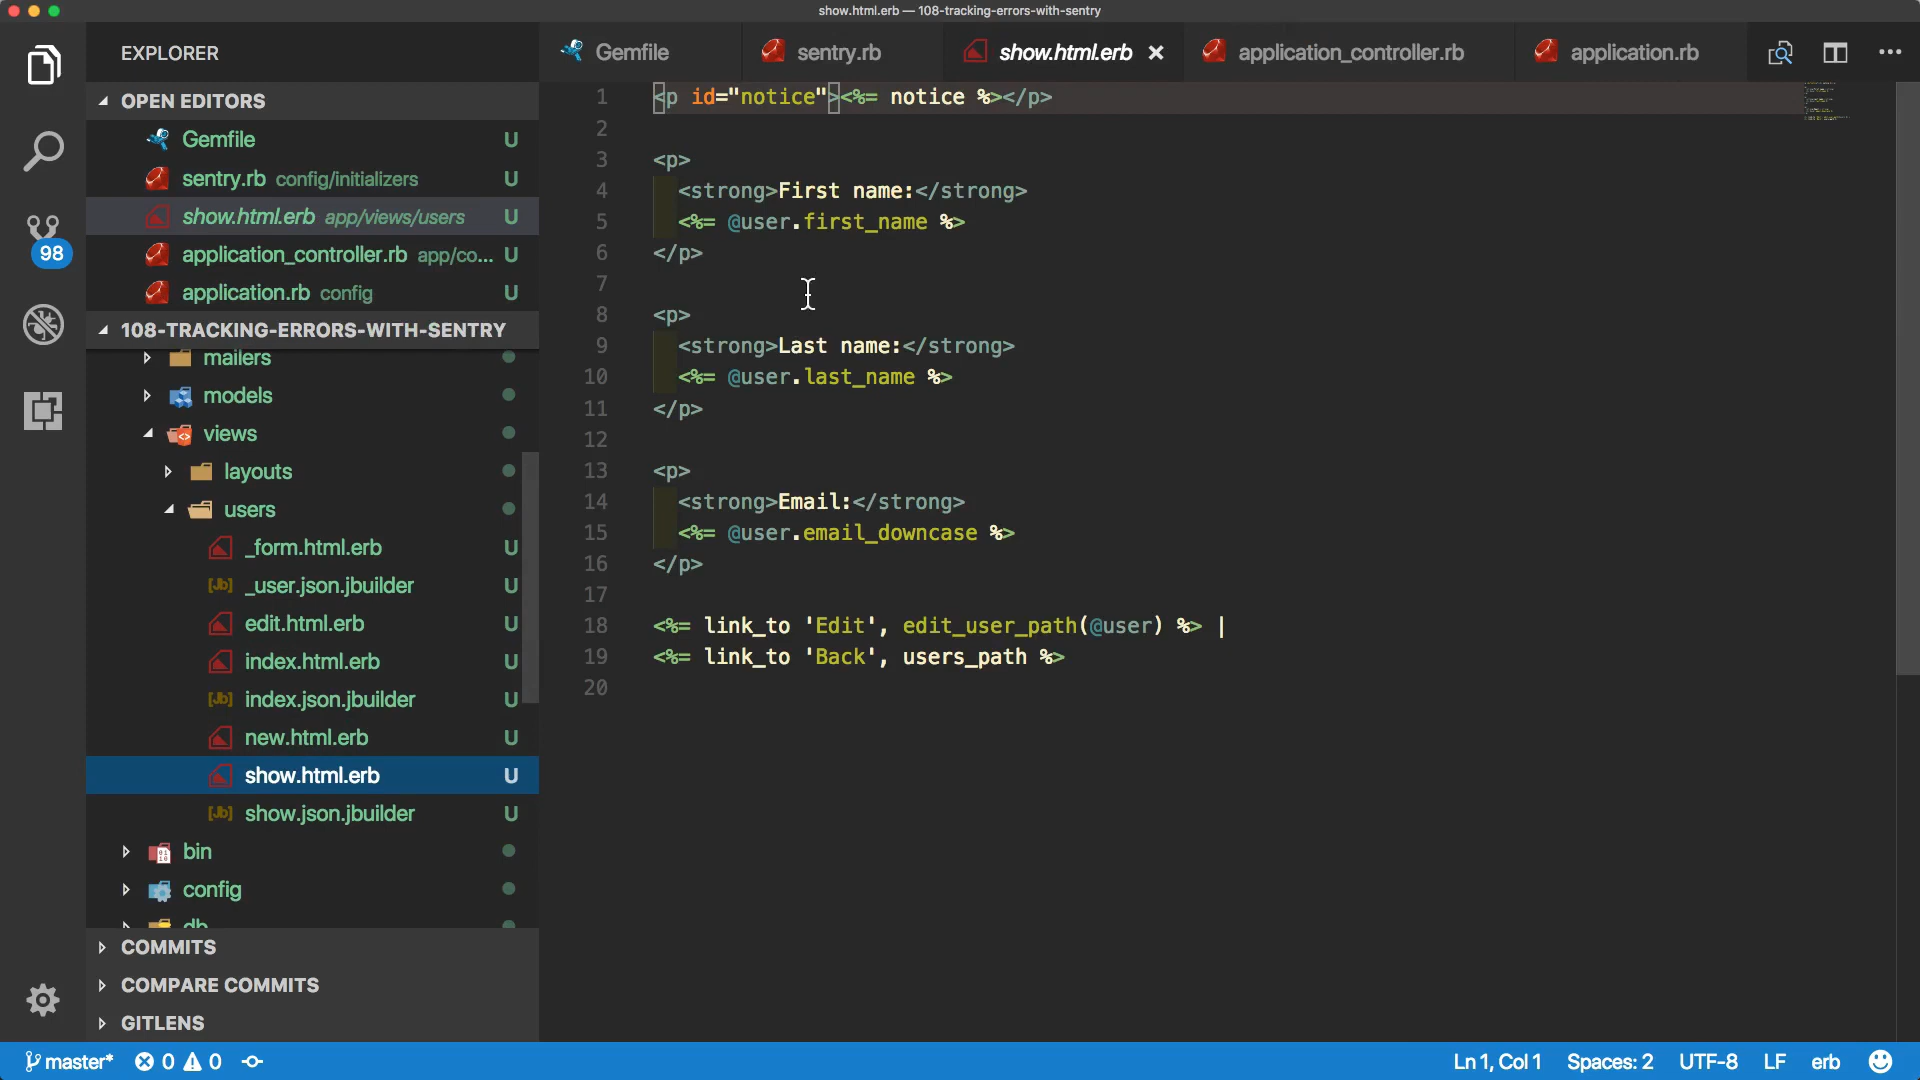 show.html.erb — 108-tracking-errors-with-sentry
EXPLORER
OPEN EDITORS
Gemfile U
sentry.rb config/initializers U
show.html.erb app/views/users U
application_controller.rb app/co... U
application.rb config U
108-TRACKING-ERRORS-WITH-SENTRY
mailers
models
views
layouts
users
_form.html.erb U
_user.json.jbuilder U
edit.html.erb U
index.html.erb U
index.json.jbuilder U
new.html.erb U
show.html.erb U
show.json.jbuilder U
bin
config
db
COMMITS
COMPARE COMMITS
GITLENS
98
Gemfile sentry.rb show.html.erb application_controller.rb application.rb
1 <p id="notice"><%= notice %></p>
2
3 <p>
4 <strong>First name:</strong>
5 <%= @user.first_name %>
6 </p>
7
8 <p>
9 <strong>Last name:</strong>
10 <%= @user.last_name %>
11 </p>
12
13 <p>
14 <strong>Email:</strong>
15 <%= @user.email_downcase %>
16 </p>
17
18 <%= link_to 'Edit', edit_user_path(@user) %> |
19 <%= link_to 'Back', users_path %>
20
master* 0 0 Ln 1, Col 1 Spaces: 2 UTF-8 LF erb